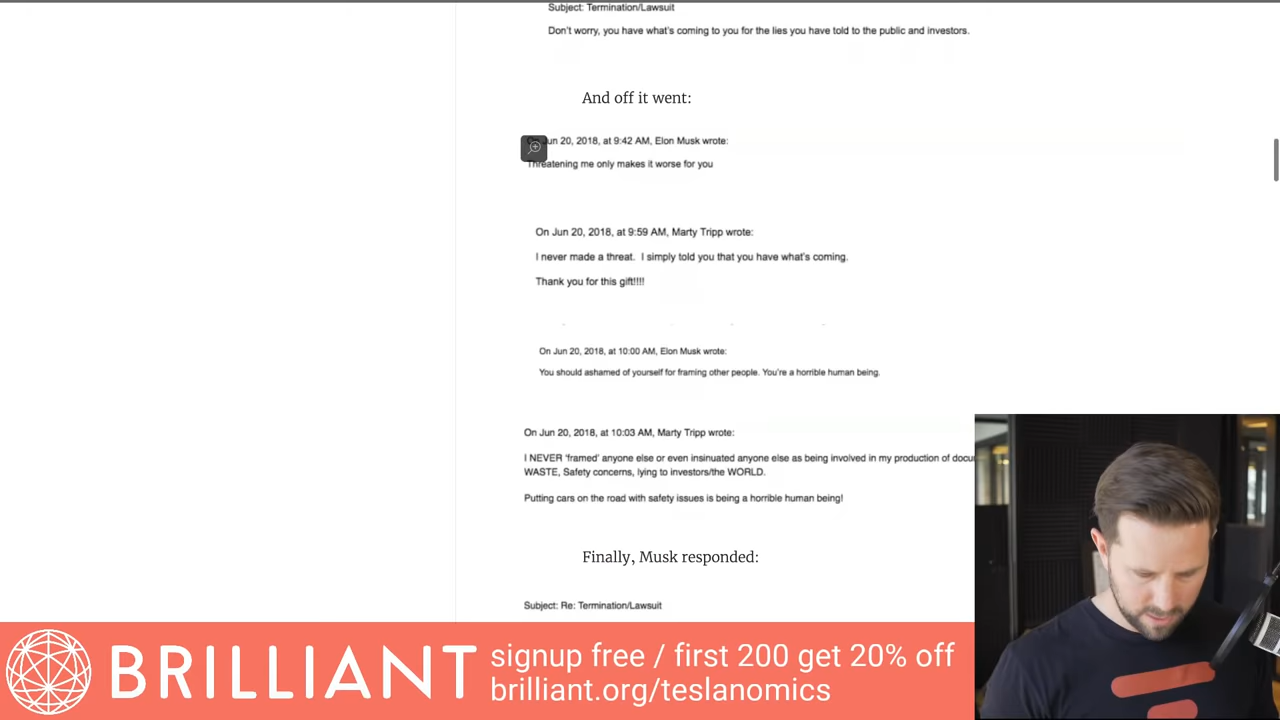 Subject: Termination/Lawsuit
Don't worry, you have what's coming to you for the lies you have told to the public and investors.
And off it went:
Jun 20, 2018, at 9:42 AM, Elon Musk wrote:
Threatening me only makes it worse for you
On Jun 20, 2018, at 9:59 AM, Marty Tripp wrote:
I never made a threat. I simply told you that you have what's coming.
Thank you for this gift!!!!
On Jun 20, 2018, at 10:00 AM, Elon Musk wrote:
You should ashamed of yourself for framing other people. You're a horrible human being.
On Jun 20, 2018, at 10:03 AM, Marty Tripp wrote:
I NEVER 'framed' anyone else or even insinuated anyone else as being involved in my production of docu
WASTE, Safety concerns, lying to investors/the WORLD.
Putting cars on the road with safety issues is being a horrible human being!
Finally, Musk responded:
Subject: Re: Termination/Lawsuit
BRILLIANT
signup free / first 200 get 20% off
brilliant.org/teslanomics